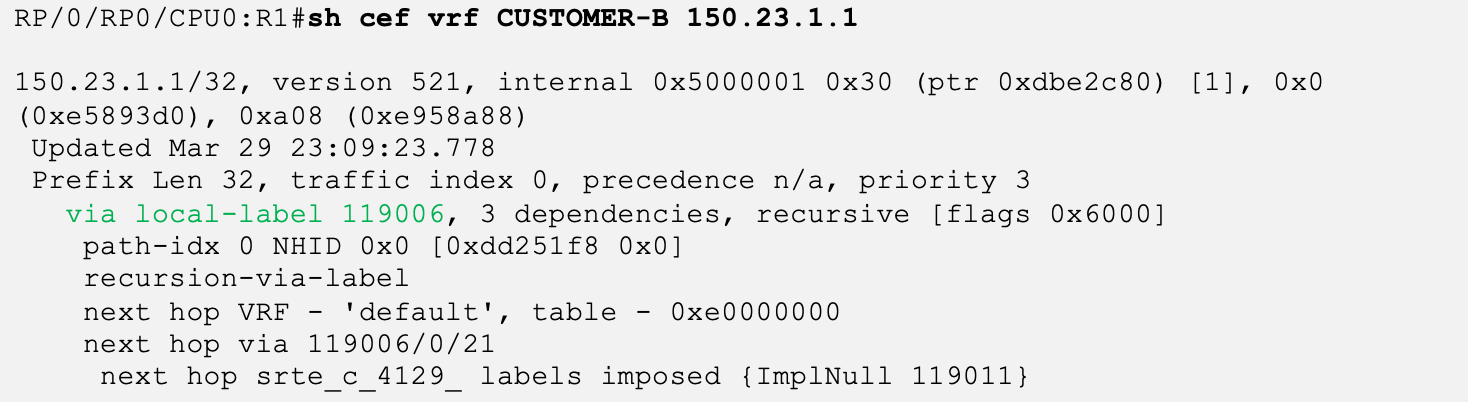 RP/0/RP0/CPU0:R1#sh cef vrf CUSTOMER-B 150.23.1.1
150.23.1.1/32, version 521, internal 0x5000001 0x30 (ptr 0xdbe2c80) [1], 0x0
(0xe5893d0), 0xa08 (0xe958a88)
Updated Mar 29 23:09:23.778
Prefix Len 32, traffic index 0, precedence n/a, priority 3
via local-label 119006, 3 dependencies, recursive [flags 0x6000]
path-idx 0 NHID 0x0 [0xdd251f8 0x0]
recursion-via-label
next hop VRF - 'default', table - 0xe0000000
next hop via 119006/0/21
next hop srte_c_4129_ labels imposed {ImplNull 119011}